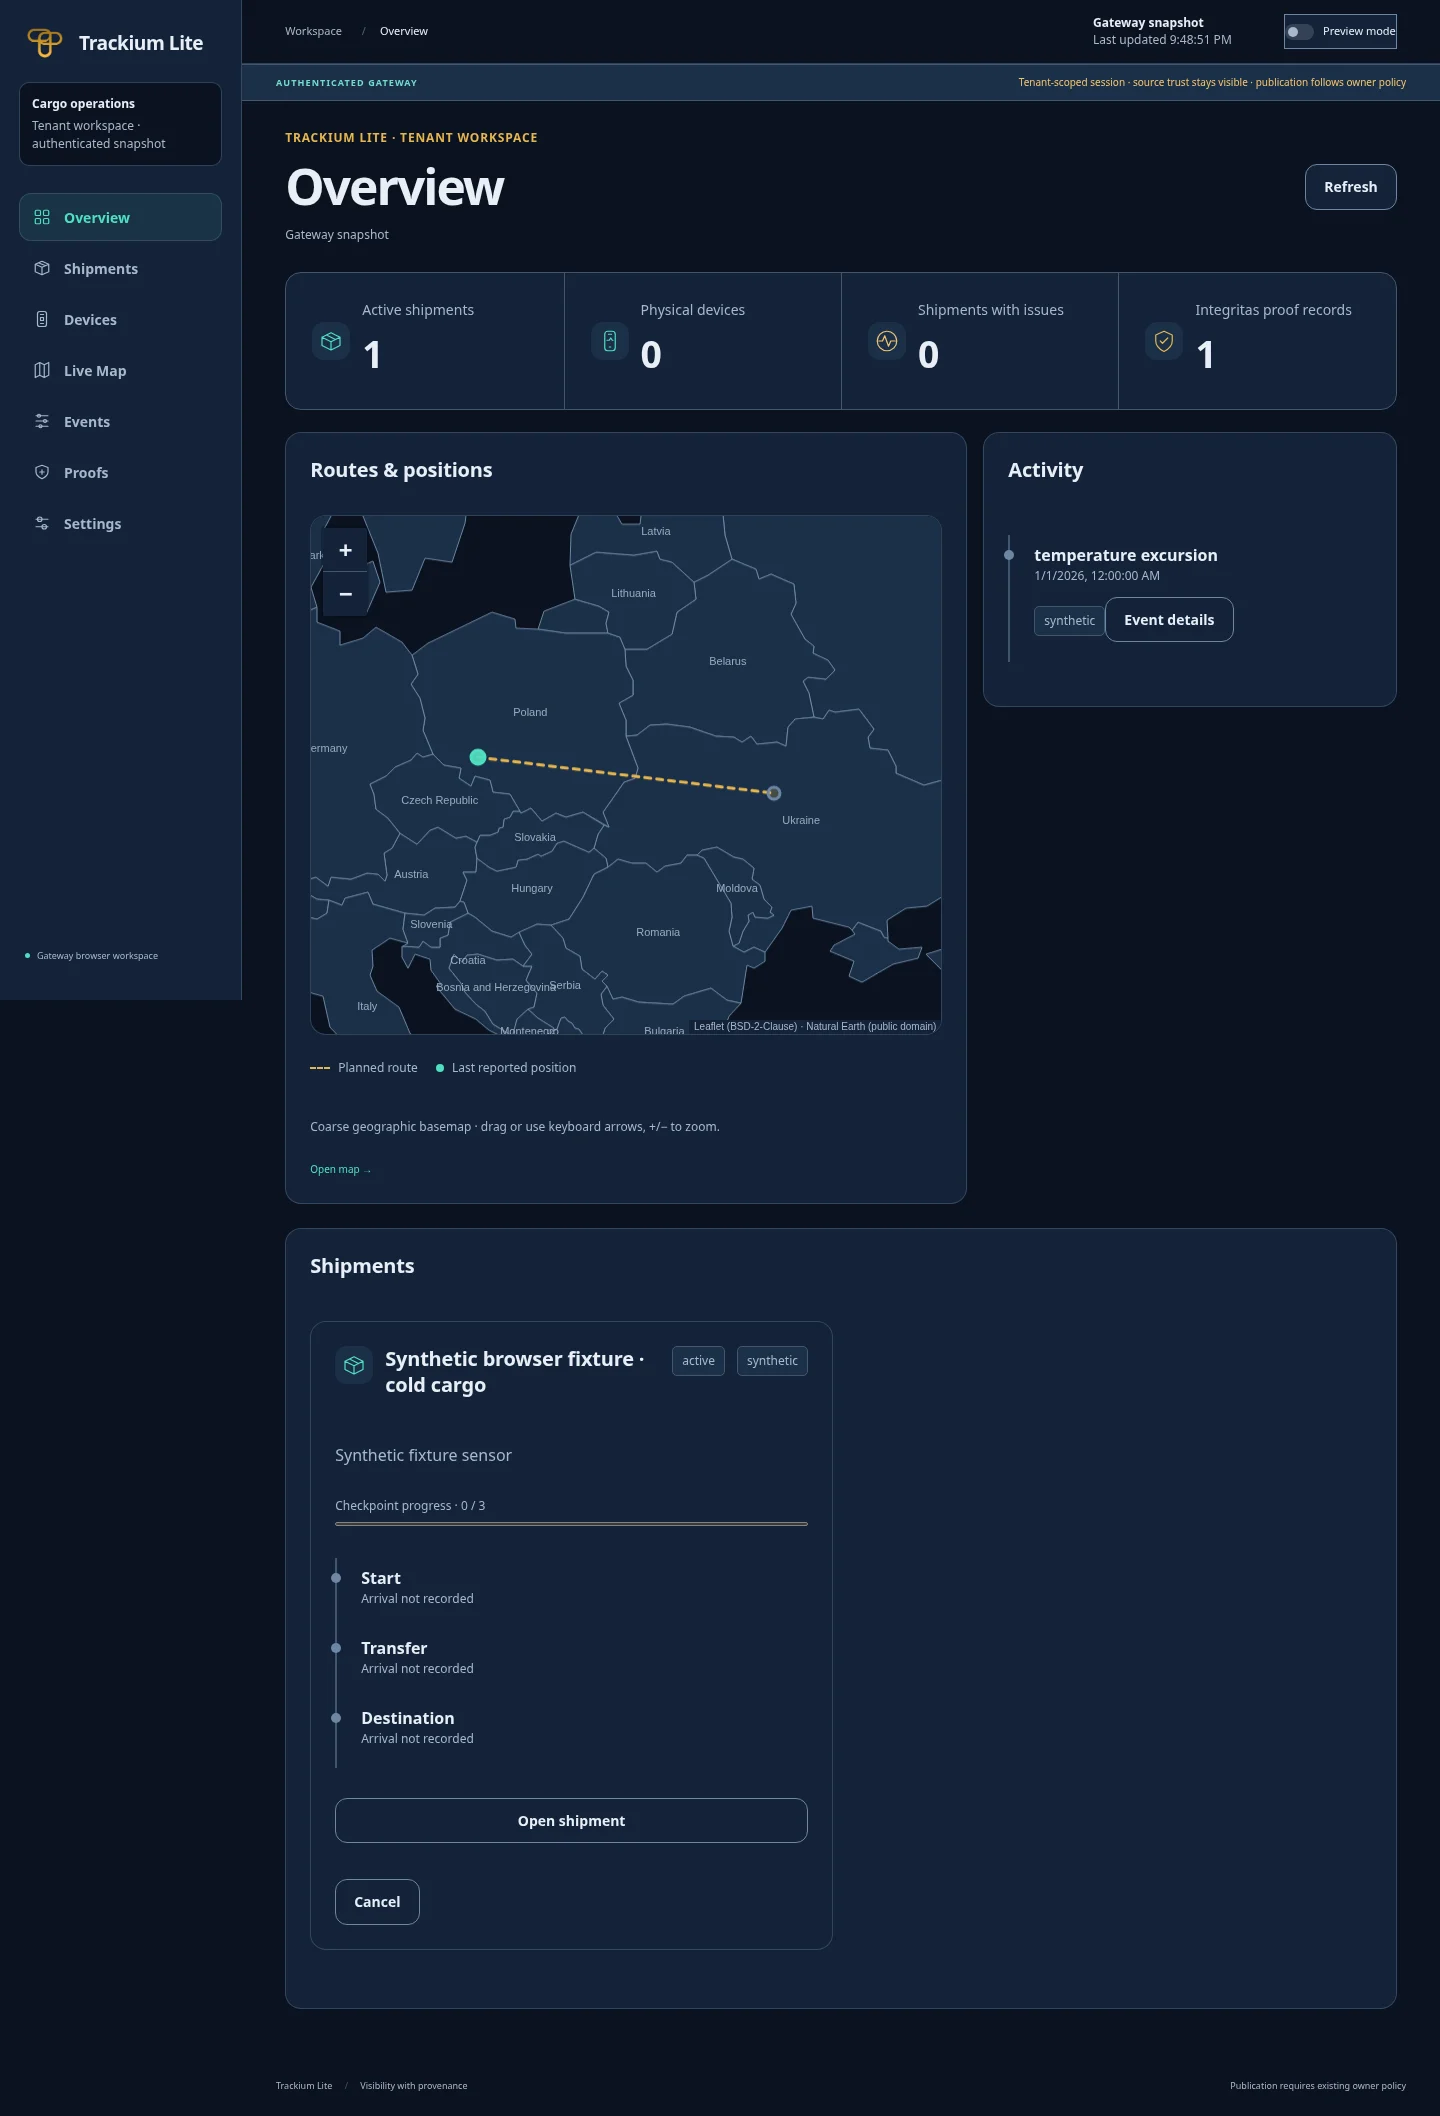 Trackium Lite
Cargo operations
Tenant workspace ·
authenticated snapshot
Overview
Shipments
Devices
Live Map
Events
Proofs
Settings
Gateway browser workspace
Workspace / Overview
Gateway snapshot
Last updated 9:48:51 PM
Preview mode
AUTHENTICATED GATEWAY
Tenant-scoped session · source trust stays visible · publication follows owner policy
TRACKIUM LITE · TENANT WORKSPACE
Overview
Refresh
Gateway snapshot
Active shipments
1
Physical devices
0
Shipments with issues
0
Integritas proof records
1
Routes & positions
+
−
ark
Latvia
Lithuania
Belarus
Poland
ermany
Czech Republic
Ukraine
Slovakia
Austria
Hungary
Moldova
Slovenia
Romania
Croatia
Bosnia and Herzegovina
Serbia
Italy
Montenegro
Bulgaria
Leaflet (BSD-2-Clause) · Natural Earth (public domain)
Planned route
Last reported position
Coarse geographic basemap · drag or use keyboard arrows, +/− to zoom.
Open map →
Activity
temperature excursion
1/1/2026, 12:00:00 AM
synthetic
Event details
Shipments
Synthetic browser fixture ·
cold cargo
active
synthetic
Synthetic fixture sensor
Checkpoint progress · 0 / 3
Start
Arrival not recorded
Transfer
Arrival not recorded
Destination
Arrival not recorded
Open shipment
Cancel
Trackium Lite / Visibility with provenance
Publication requires existing owner policy